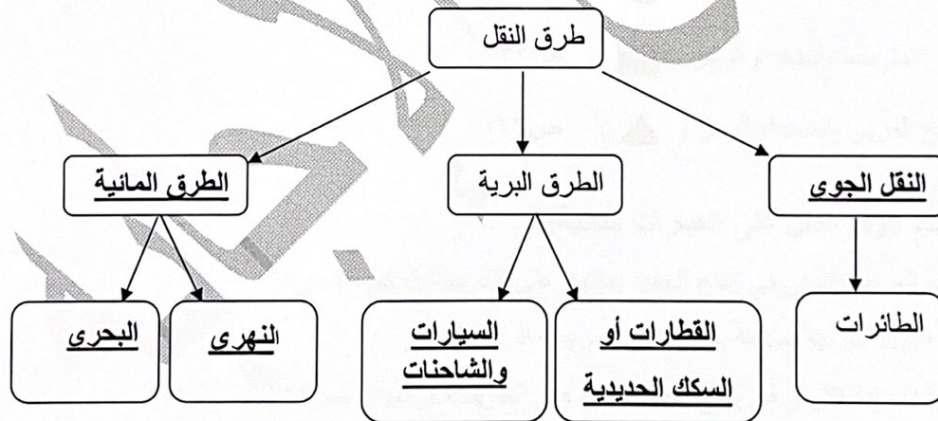 طرق النقل
النقل الجوى
الطرق البرية
الطرق المائية
الطائرات
القطارات أو
السكك الحديدية
السيارات
والشاحنات
النهرى
البحرى